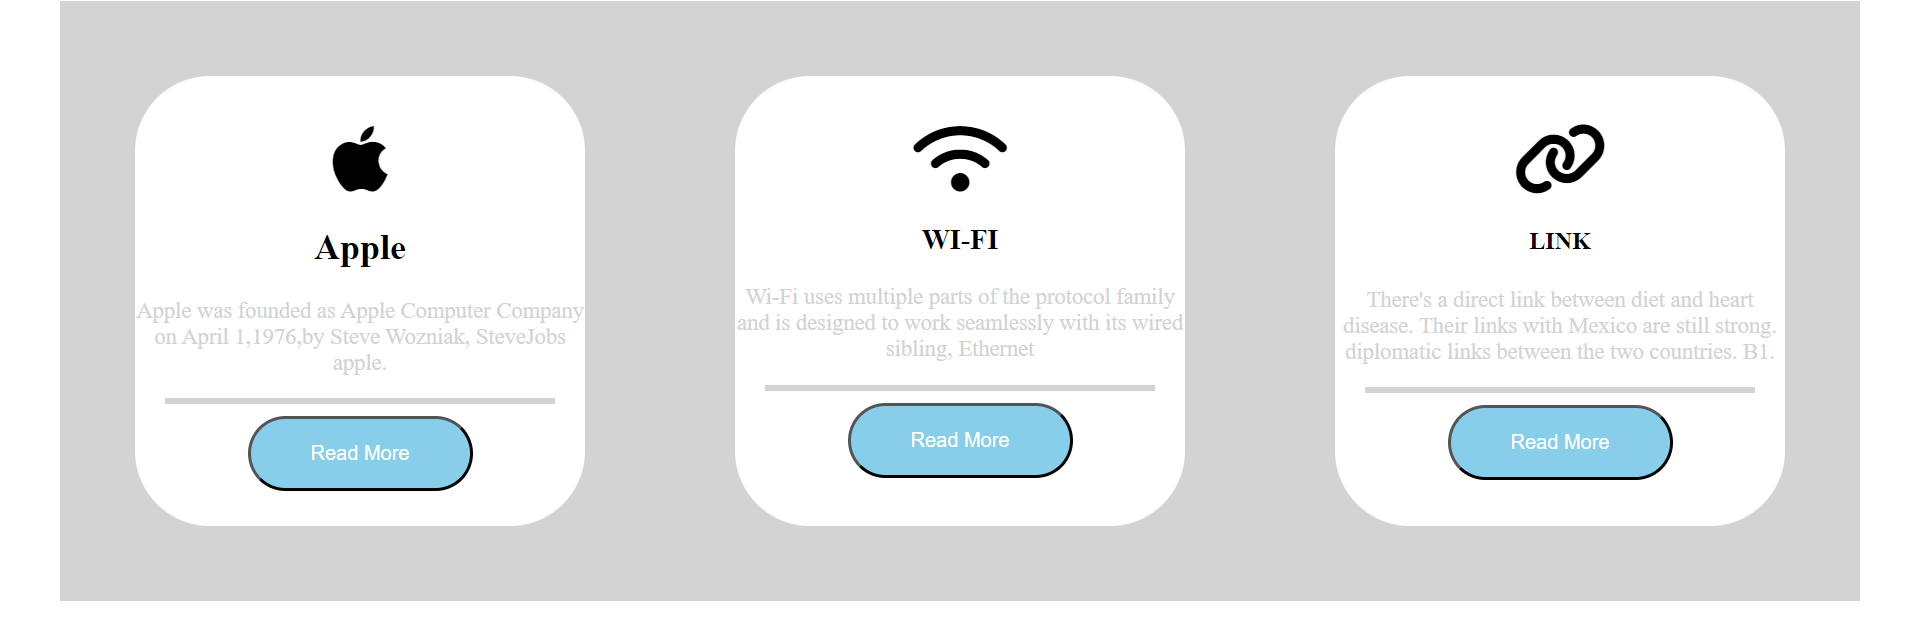 Apple
Apple was founded as Apple Computer Company
on April 1,1976,by Steve Wozniak, SteveJobs
apple.
Read More
WI-FI
Wi-Fi uses multiple parts of the protocol family
and is designed to work seamlessly with its wired
sibling, Ethernet
Read More
LINK
There's a direct link between diet and heart
disease. Their links with Mexico are still strong.
diplomatic links between the two countries. B1.
Read More